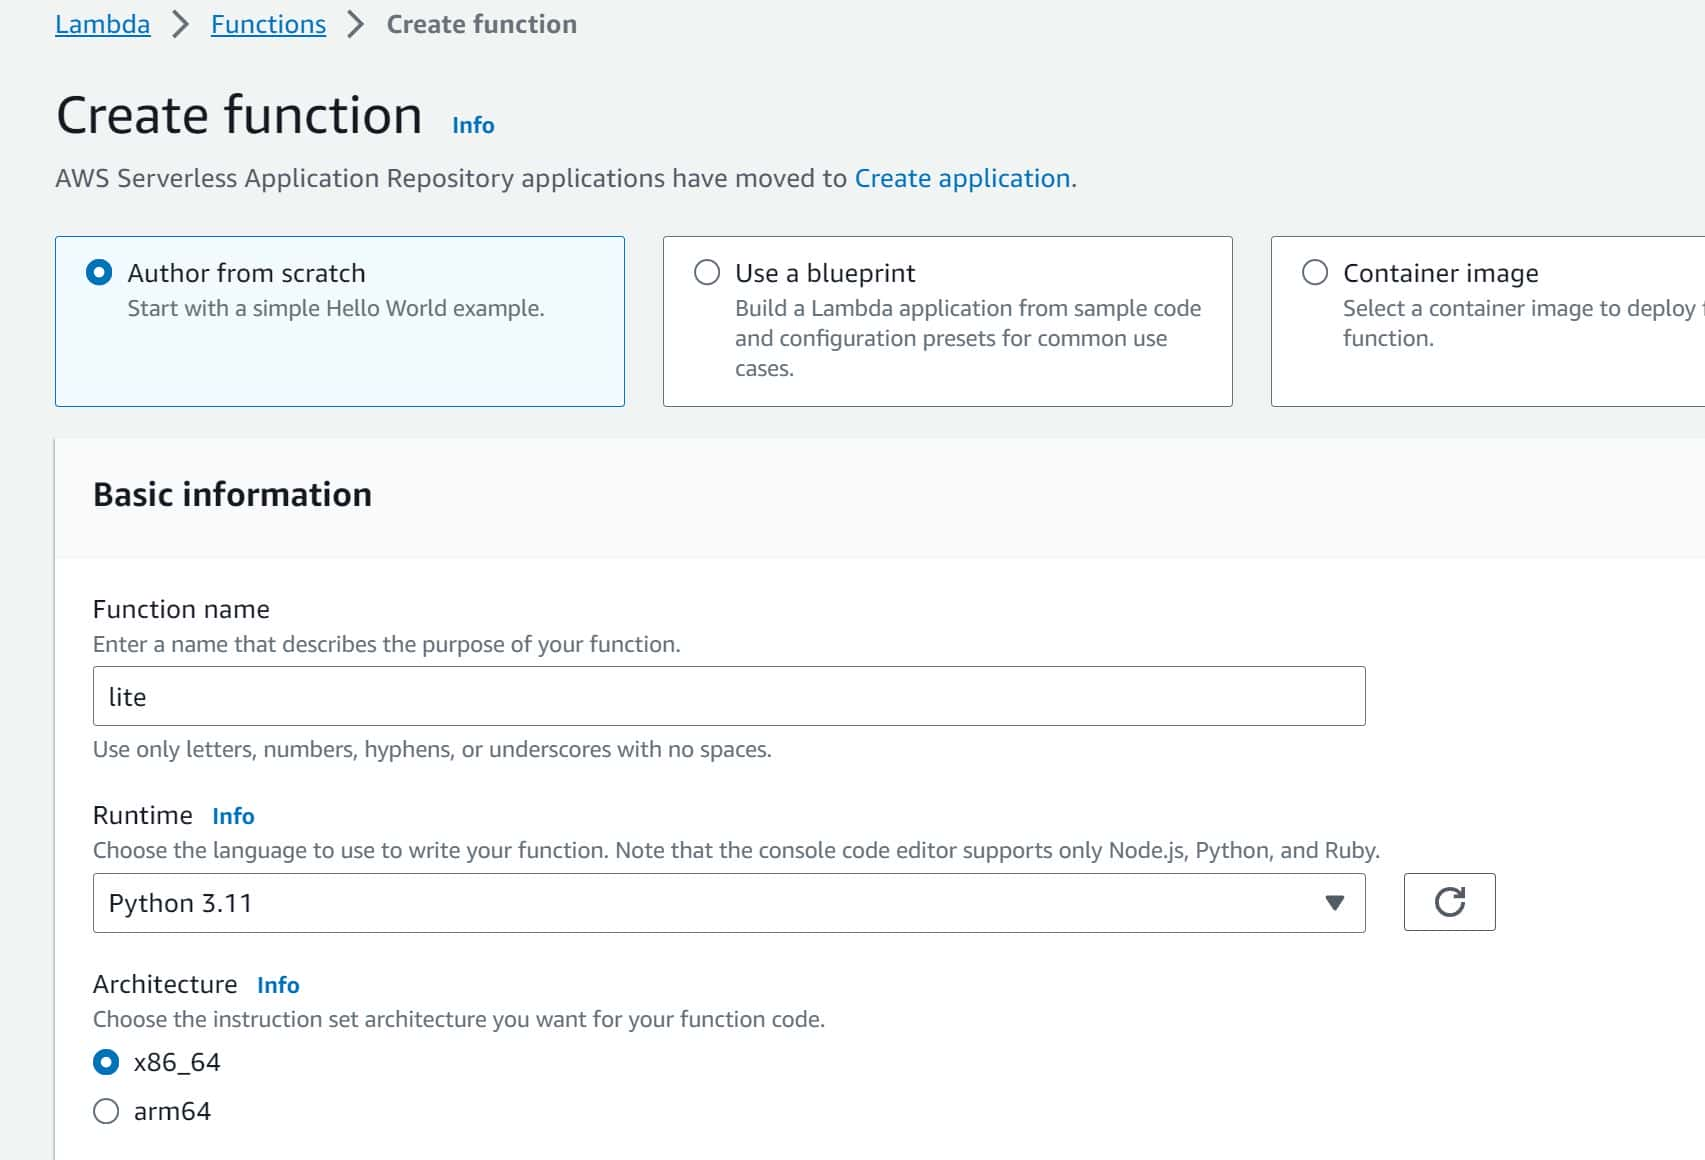 Lambda > Functions > Create function
Create function Info
AWS Serverless Application Repository applications have moved to Create application.
Author from scratch
Start with a simple Hello World example.
Use a blueprint
Build a Lambda application from sample code
and configuration presets for common use
cases.
Container image
Select a container image to deploy
function.
Basic information
Function name
Enter a name that describes the purpose of your function.
lite
Use only letters, numbers, hyphens, or underscores with no spaces.
Runtime Info
Choose the language to use to write your function. Note that the console code editor supports only Node.js, Python, and Ruby.
Python 3.11
Architecture Info
Choose the instruction set architecture you want for your function code.
x86_64
arm64